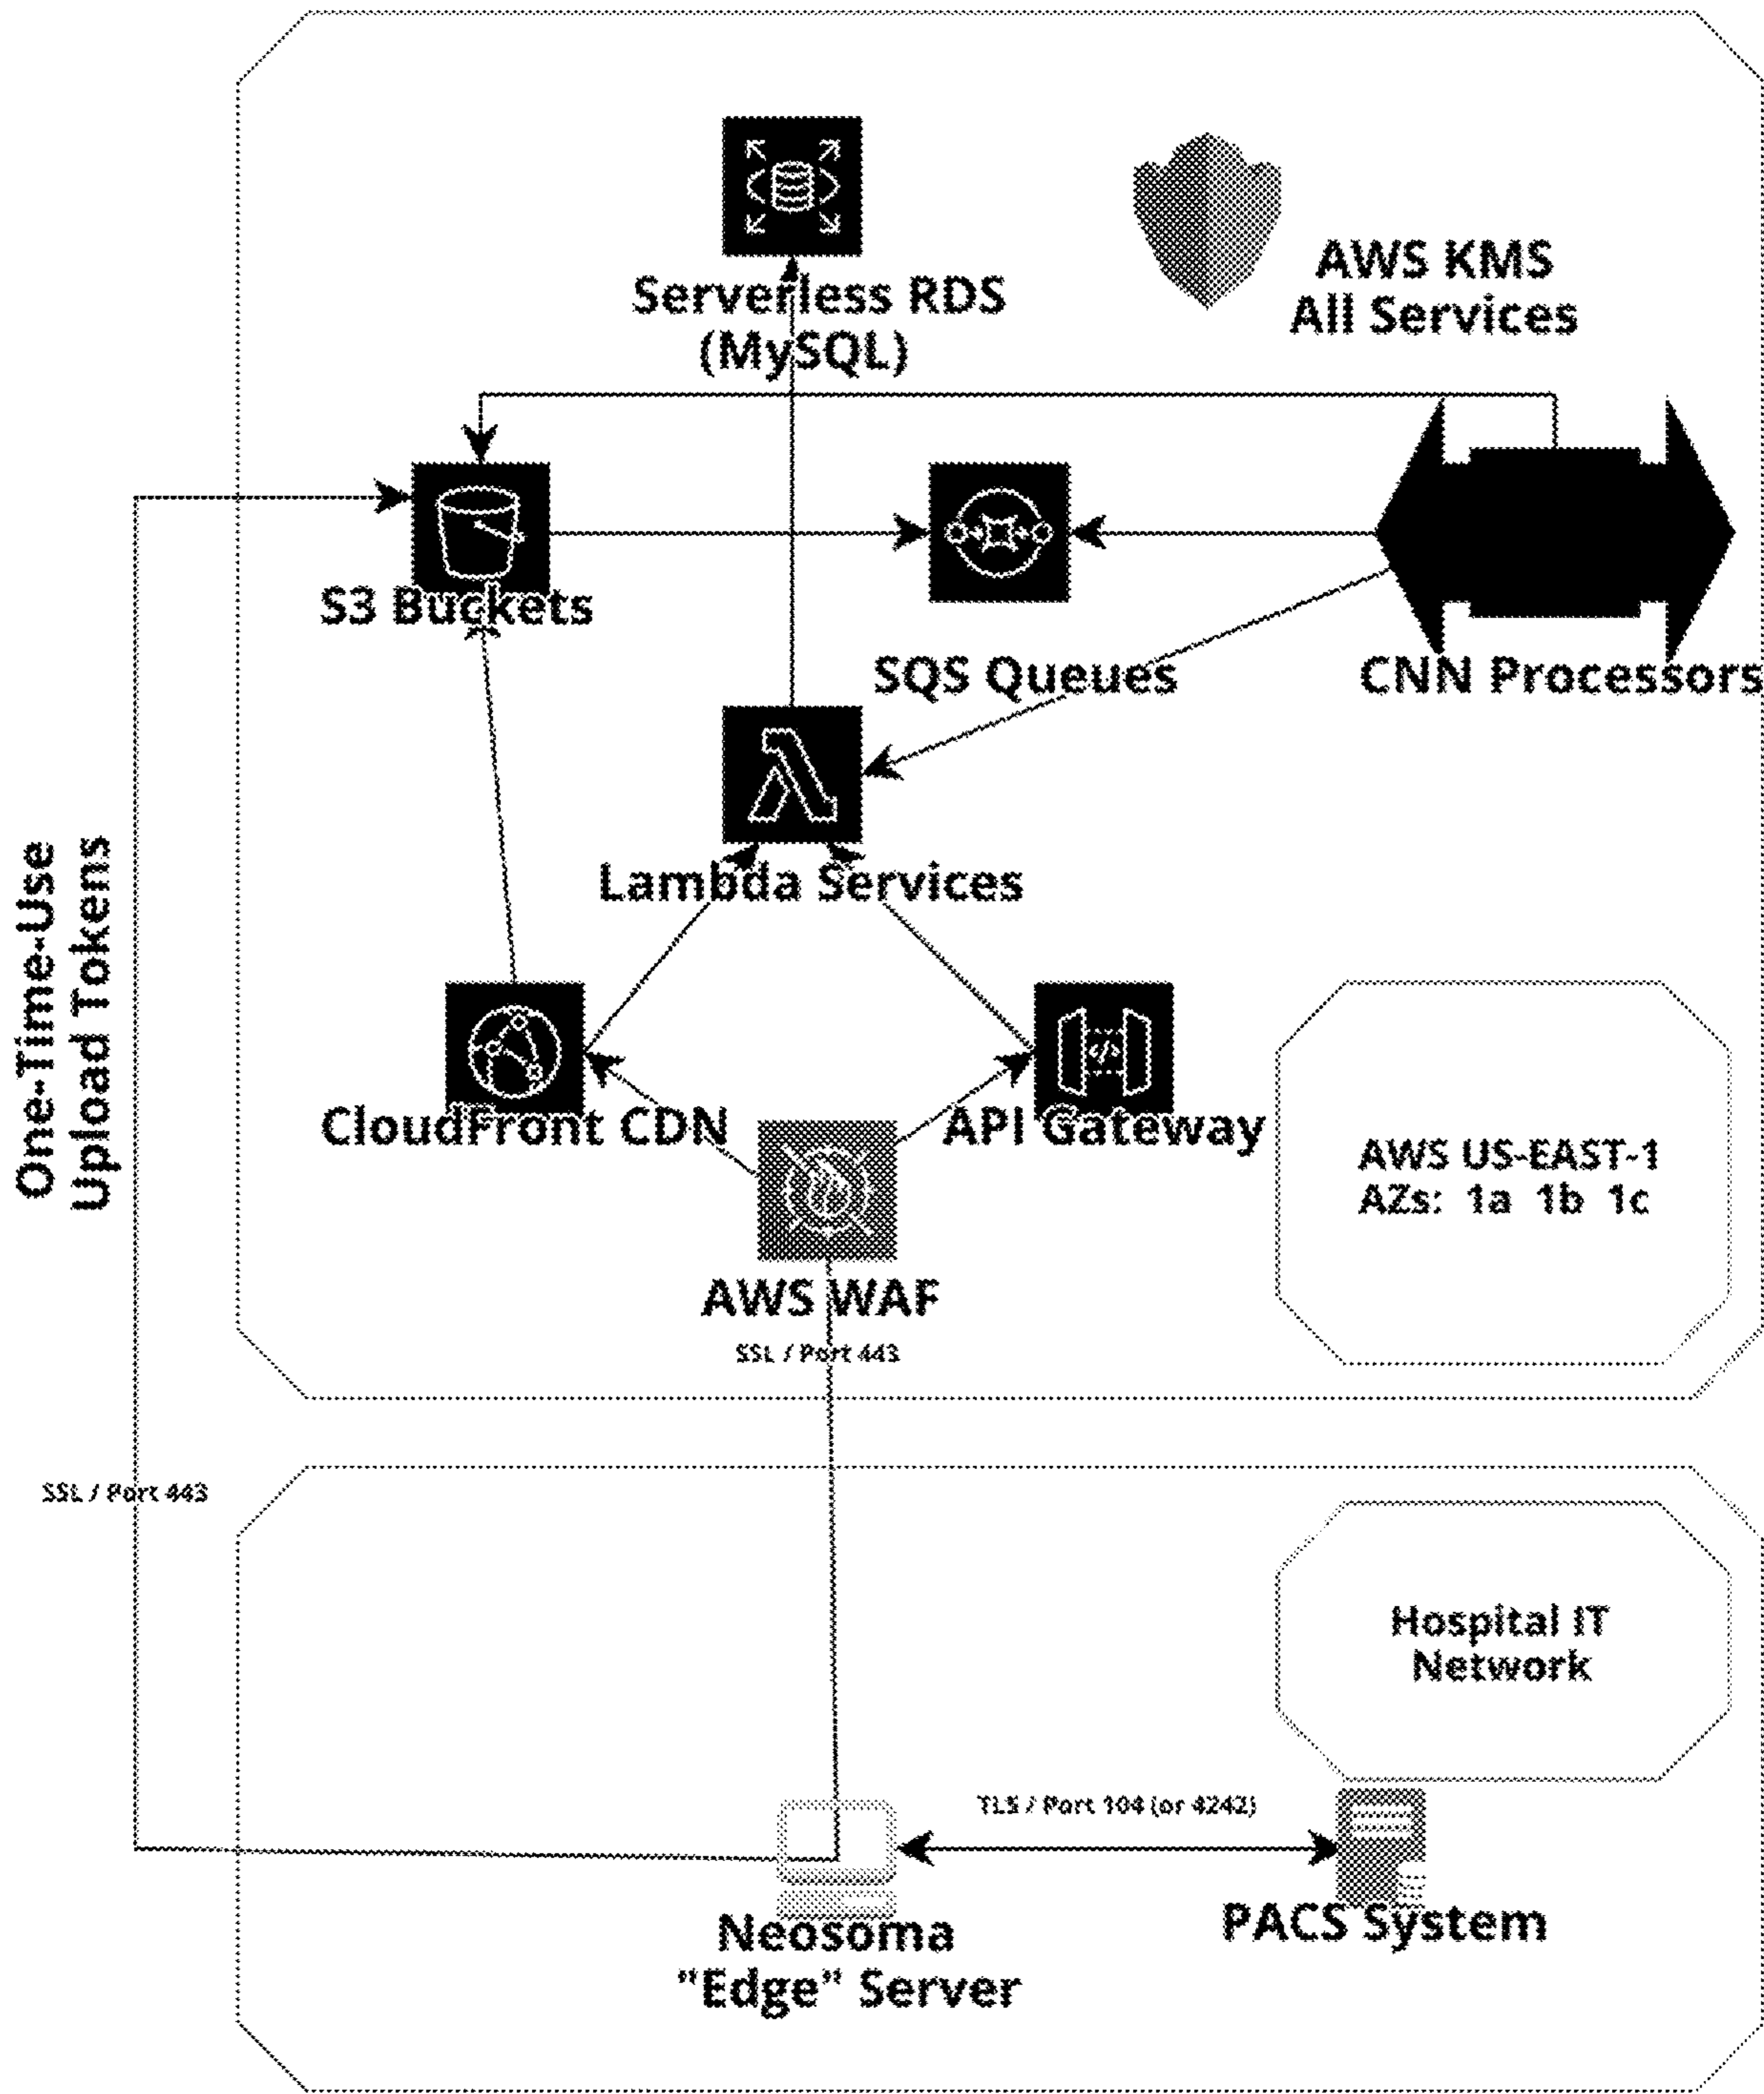 Serverless RDS
(MySQL)
AWS KMS
All Services
S3 Buckets
SQS Queues
CNN Processors
Lambda Services
One-Time-Use
Upload Tokens
CloudFront CDN
API Gateway
AWS US-EAST-1
AZs: 1a 1b 1c
AWS WAF
SSL / Port 443
SSL / Port 443
Hospital IT
Network
TLS / Port 104 (or 4242)
Neosoma
"Edge" Server
PACS System